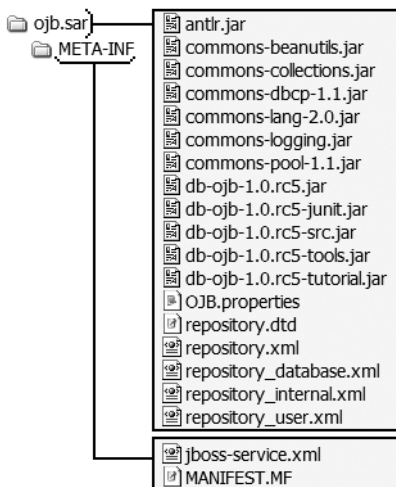 ojb.sar
META-INF
antlr.jar
commons-beanutils.jar
commons-collections.jar
commons-dbcp-1.1.jar
commons-lang-2.0.jar
commons-logging.jar
commons-pool-1.1.jar
db-ojb-1.0.rc5.jar
db-ojb-1.0.rc5-junit.jar
db-ojb-1.0.rc5-src.jar
db-ojb-1.0.rc5-tools.jar
db-ojb-1.0.rc5-tutorial.jar
OJB.properties
repository.dtd
repository.xml
repository_database.xml
repository_internal.xml
repository_user.xml
jboss-service.xml
MANIFEST.MF